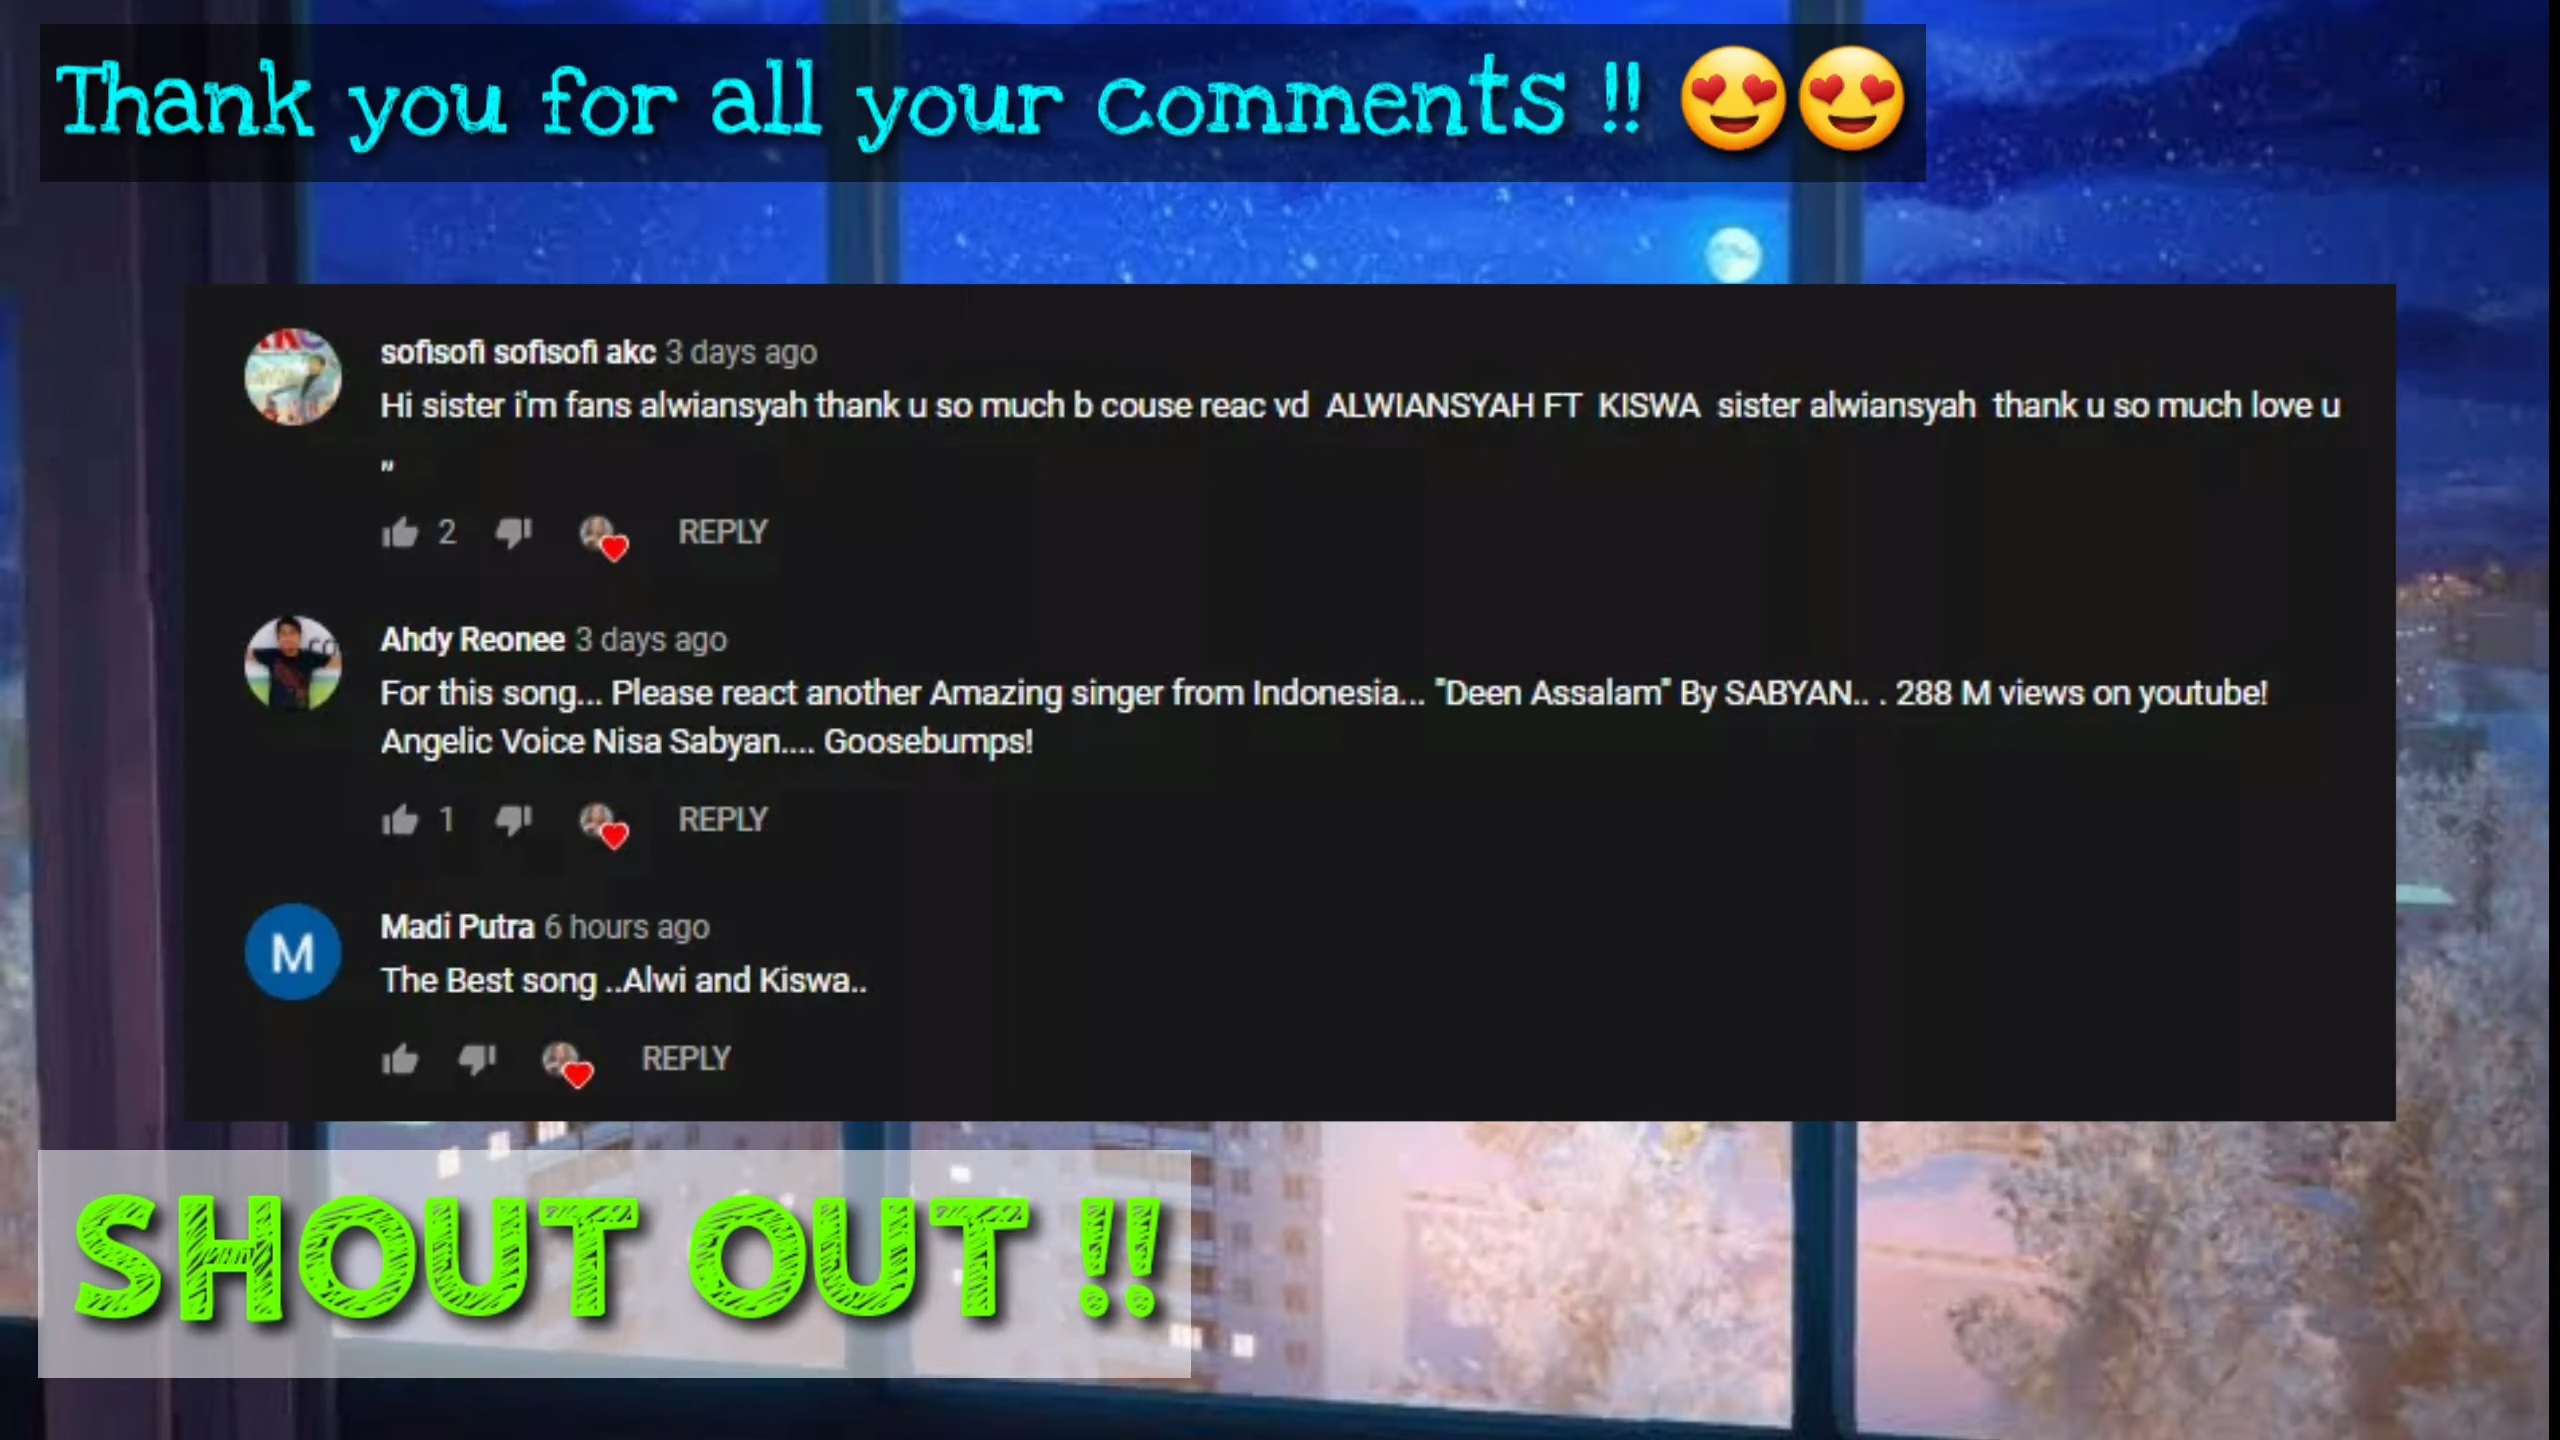 Thank you for all your comments !! 😍😍
sofisofi sofisofi akc 3 days ago
Hi sister i'm fans alwiansyah thank u so much b couse reac vd  ALWIANSYAH FT  KISWA  sister alwiansyah  thank u so much love u
"
2 REPLY
Ahdy Reonee 3 days ago
For this song... Please react another Amazing singer from Indonesia... "Deen Assalam" By SABYAN.. . 288 M views on youtube!
Angelic Voice Nisa Sabyan.... Goosebumps!
1 REPLY
M
Madi Putra 6 hours ago
The Best song ..Alwi and Kiswa..
REPLY
SHOUT OUT !!